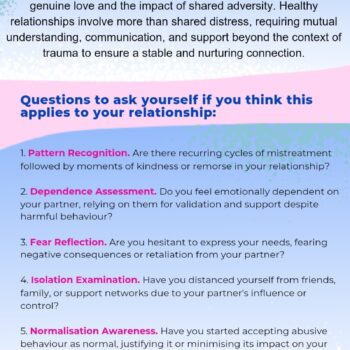 genuine love and the impact of shared adversity. Healthy
relationships involve more than shared distress, requiring mutual
understanding, communication, and support beyond the context of
trauma to ensure a stable and nurturing connection.
Questions to ask yourself if you think this
applies to your relationship:
1. Pattern Recognition. Are there recurring cycles of mistreatment
followed by moments of kindness or remorse in your relationship?
2. Dependence Assessment. Do you feel emotionally dependent on
your partner, relying on them for validation and support despite
harmful behaviour?
3. Fear Reflection. Are you hesitant to express your needs, fearing
negative consequences or retaliation from your partner?
4. Isolation Examination. Have you distanced yourself from friends,
family, or support networks due to your partner's influence or
control?
5. Normalisation Awareness. Have you started accepting abusive
behaviour as normal, justifying it or minimising its impact on your